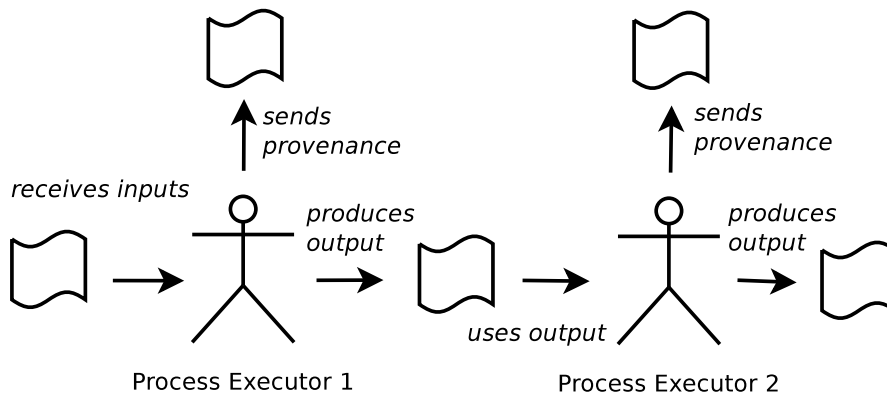 sends
provenance
sends
provenance
receives inputs
produces
output
produces
output
uses output
Process Executor 1
Process Executor 2